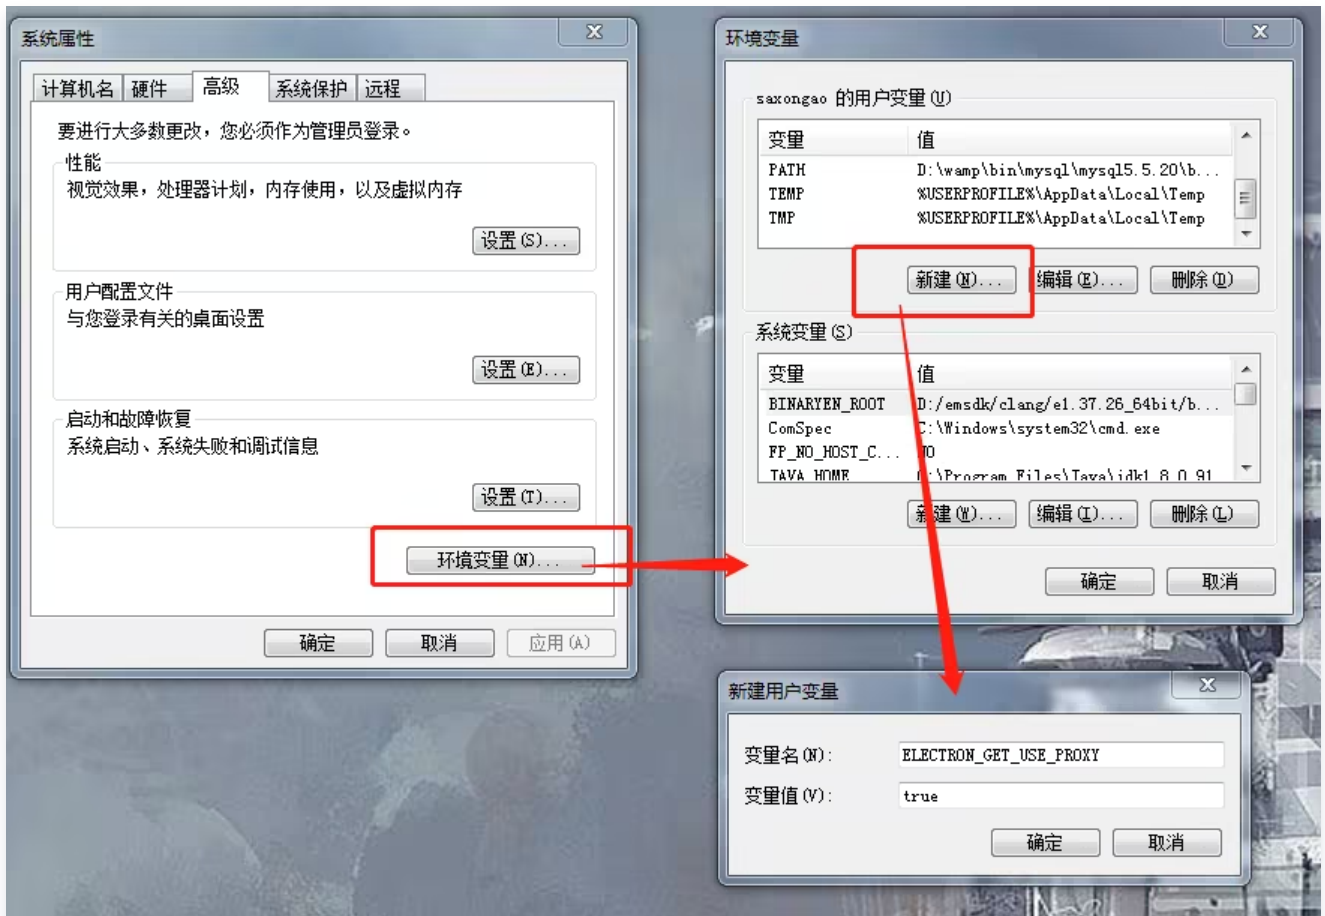 系统属性
计算机名 硬件 高级 系统保护 远程
要进行大多数更改，您必须作为管理员登录。
性能
视觉效果，处理器计划，内存使用，以及虚拟内存
设置(S)...
用户配置文件
与您登录有关的桌面设置
设置(E)...
启动和故障恢复
系统启动、系统失败和调试信息
设置(T)...
环境变量(N)...
确定 取消 应用(A)
环境变量
saxongao 的用户变量(U)
变量 值
PATH D:\wamp\bin\mysql\mysql5.5.20\b...
TEMP %USERPROFILE%\AppData\Local\Temp
TMP %USERPROFILE%\AppData\Local\Temp
新建(N)... 编辑(E)... 删除(D)
系统变量(S)
变量 值
BINARYEN_ROOT D:/emsdk/clang/e1.37.26_64bit/b...
ComSpec C:\Windows\system32\cmd.exe
FP_NO_HOST_C... NO
JAVA_HOME C:\Program Files\Java\jdk1.8.0_91
新建(W)... 编辑(I)... 删除(L)
确定 取消
新建用户变量
变量名(N): ELECTRON_GET_USE_PROXY
变量值(V): true
确定 取消